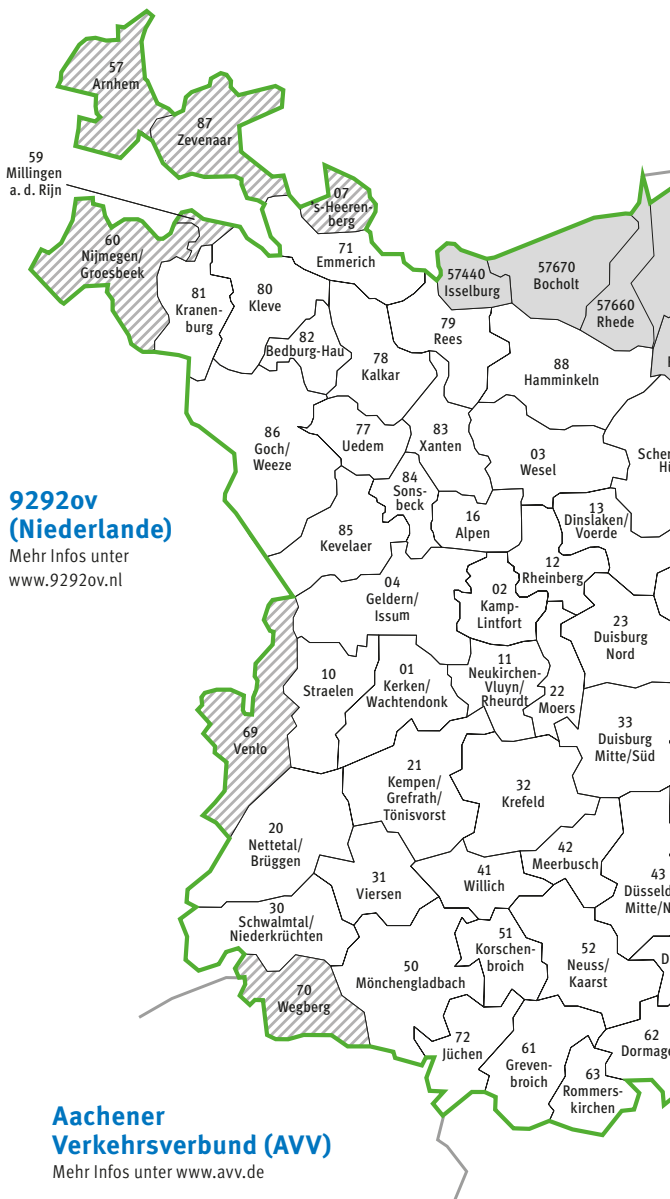 57
Arnhem
87
Zevenaar
59
Millingen
a. d. Rijn
07
's-Heeren-
berg
60
Nijmegen/
Groesbeek
71
Emmerich
57440
Isselburg
57670
Bocholt
57660
Rhede
81
Kranen-
burg
80
Kleve
82
Bedburg-Hau
79
Rees
78
Kalkar
88
Hamminkeln
86
Goch/
Weeze
77
Uedem
83
Xanten
03
Wesel
84
Sons-
beck
9292ov
(Niederlande)
Mehr Infos unter
www.9292ov.nl
85
Kevelaer
16
Alpen
13
Dinslaken/
Voerde
12
Rheinberg
04
Geldern/
Issum
02
Kamp-
Lintfort
23
Duisburg
Nord
10
Straelen
01
Kerken/
Wachtendonk
11
Neukirchen-
Vluyn/
Rheurdt
22
Moers
69
Venlo
33
Duisburg
Mitte/Süd
21
Kempen/
Grefrath/
Tönisvorst
32
Krefeld
20
Nettetal/
Brüggen
42
Meerbusch
31
Viersen
41
Willich
43
Düsseld
Mitte/N
30
Schwalmtal/
Niederkrüchten
51
Korschen-
broich
52
Neuss/
Kaarst
50
Mönchengladbach
70
Wegberg
72
Jüchen
61
Greven-
broich
62
Dormage
63
Rommers-
kirchen
Aachener
Verkehrsverbund (AVV)
Mehr Infos unter www.avv.de